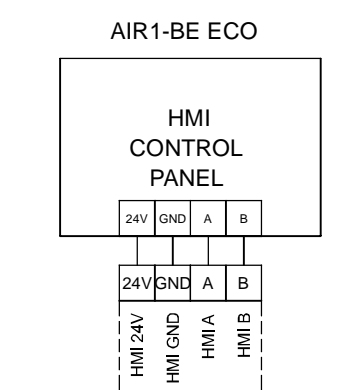 AIR1-BE ECO
HMI
CONTROL
PANEL
24V GND A B
24V GND A B
HMI 24V
HMI GND
HMI A
HMI B